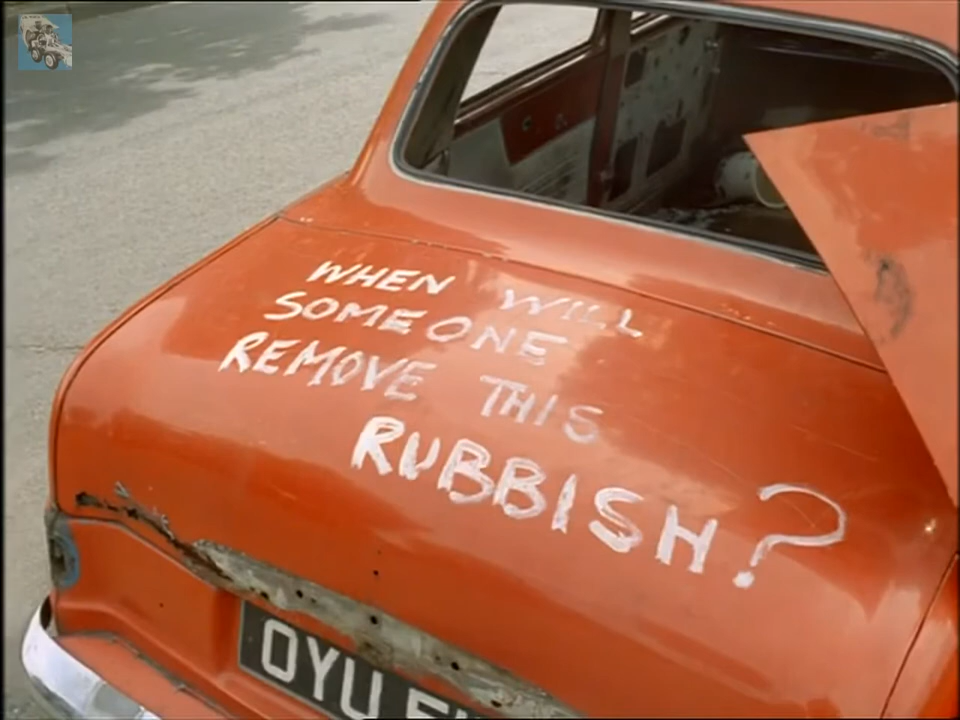 WHEN WILL
SOMEONE
REMOVE THIS
RUBBISH?
OYU